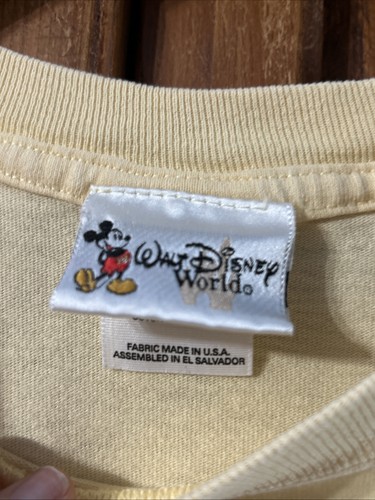 WALT DISNEY
World®
FABRIC MADE IN U.S.A.
ASSEMBLED IN EL SALVADOR